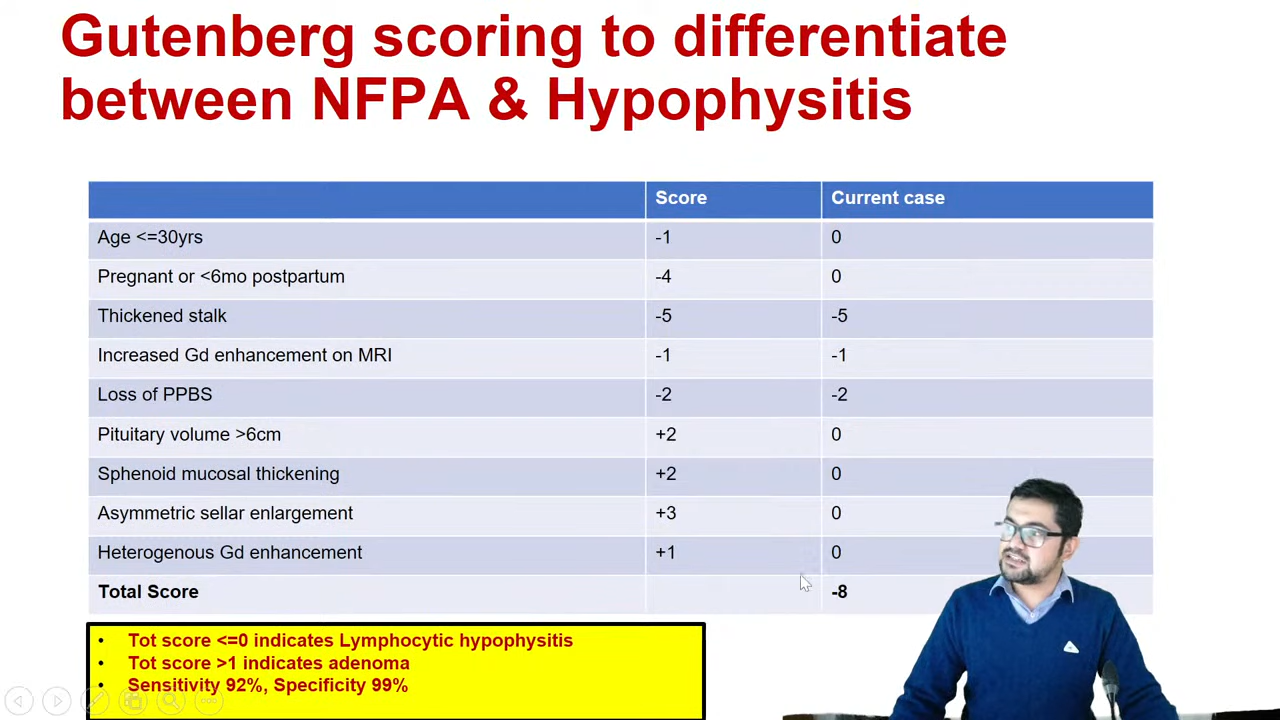 Gutenberg scoring to differentiate
between NFPA & Hypophysitis
Score Current case
Age <=30yrs -1 0
Pregnant or <6mo postpartum -4 0
Thickened stalk -5 -5
Increased Gd enhancement on MRI -1 -1
Loss of PPBS -2 -2
Pituitary volume >6cm +2 0
Sphenoid mucosal thickening +2 0
Asymmetric sellar enlargement +3 0
Heterogenous Gd enhancement +1 0
Total Score -8
• Tot score <=0 indicates Lymphocytic hypophysitis
• Tot score >1 indicates adenoma
• Sensitivity 92%, Specificity 99%